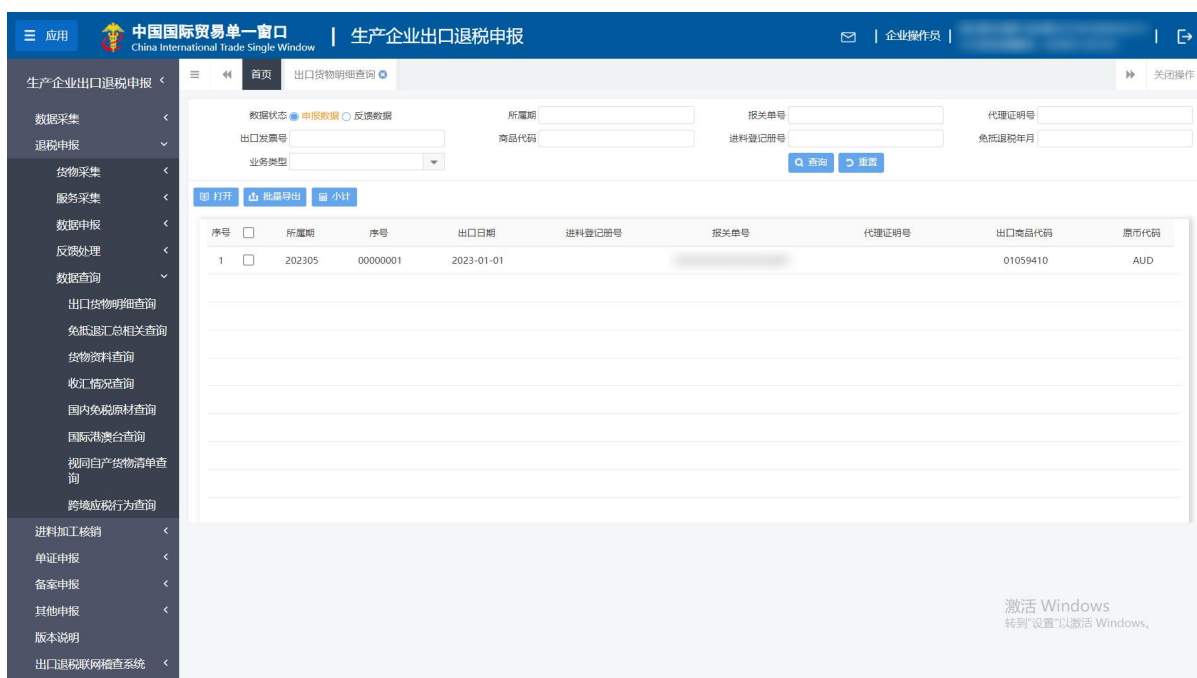 应用
中国国际贸易单一窗口
China International Trade Single Window
生产企业出口退税申报
企业操作员
生产企业出口退税申报
首页
出口货物明细查询
关闭操作
数据采集
退税申报
货物采集
服务采集
数据申报
反馈处理
数据查询
出口货物明细查询
免抵退汇总相关查询
货物资料查询
收汇情况查询
国内免税原材查询
国际港澳台查询
视同自产货物清单查
询
跨境应税行为查询
进料加工核销
单证申报
备案申报
其他申报
版本说明
出口退税联网稽查系统
数据状态 申报数据 反馈数据 所属期 报关单号 代理证明号
出口发票号 商品代码 进料登记册号 免抵退税年月
业务类型 查询 重置
打开 批量导出 小计
序号 所属期 序号 出口日期 进料登记册号 报关单号 代理证明号 出口商品代码 原币代码
1 202305 00000001 2023-01-01 01059410 AUD
激活 Windows
转到"设置"以激活 Windows。